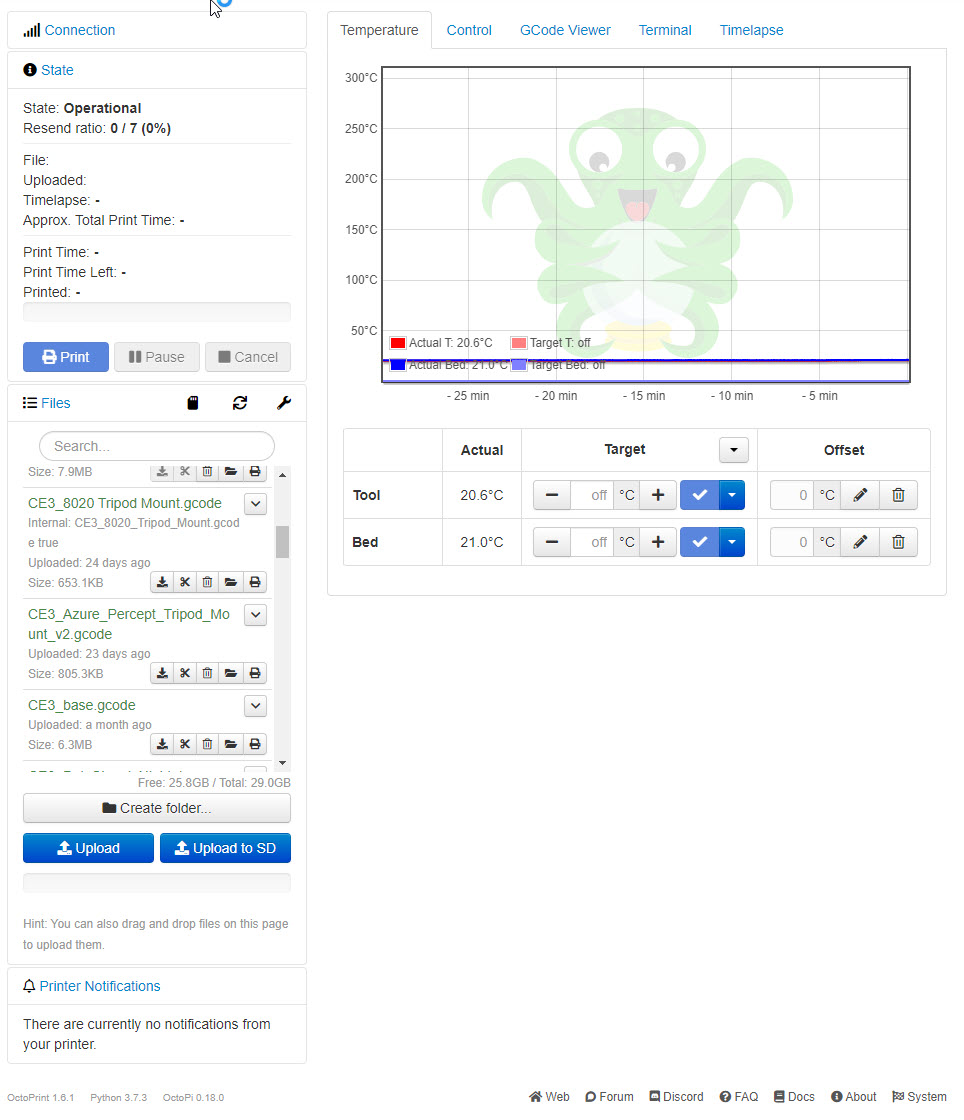 Connection
State
State: Operational
Resend ratio: 0 / 7 (0%)
File:
Uploaded:
Timelapse: -
Approx. Total Print Time: -
Print Time: -
Print Time Left: -
Printed: -
Print Pause Cancel
Files
Search...
Size: 7.9MB
CE3_8020 Tripod Mount.gcode
Internal: CE3_8020_Tripod_Mount.gcod
e true
Uploaded: 24 days ago
Size: 653.1KB
CE3_Azure_Percept_Tripod_Mo
unt_v2.gcode
Uploaded: 23 days ago
Size: 805.3KB
CE3_base.gcode
Uploaded: a month ago
Size: 6.3MB
Free: 25.8GB / Total: 29.0GB
Create folder...
Upload Upload to SD
Hint: You can also drag and drop files on this page
to upload them.
Printer Notifications
There are currently no notifications from
your printer.
Temperature Control GCode Viewer Terminal Timelapse
300°C
250°C
200°C
150°C
100°C
50°C
Actual T: 20.6°C Target T: off
Actual Bed: 21.0°C Target Bed: off
- 25 min - 20 min - 15 min - 10 min - 5 min
Actual Target Offset
Tool 20.6°C off °C 0 °C
Bed 21.0°C off °C 0 °C
OctoPrint 1.6.1 Python 3.7.3 OctoPi 0.18.0
Web Forum Discord FAQ Docs About System